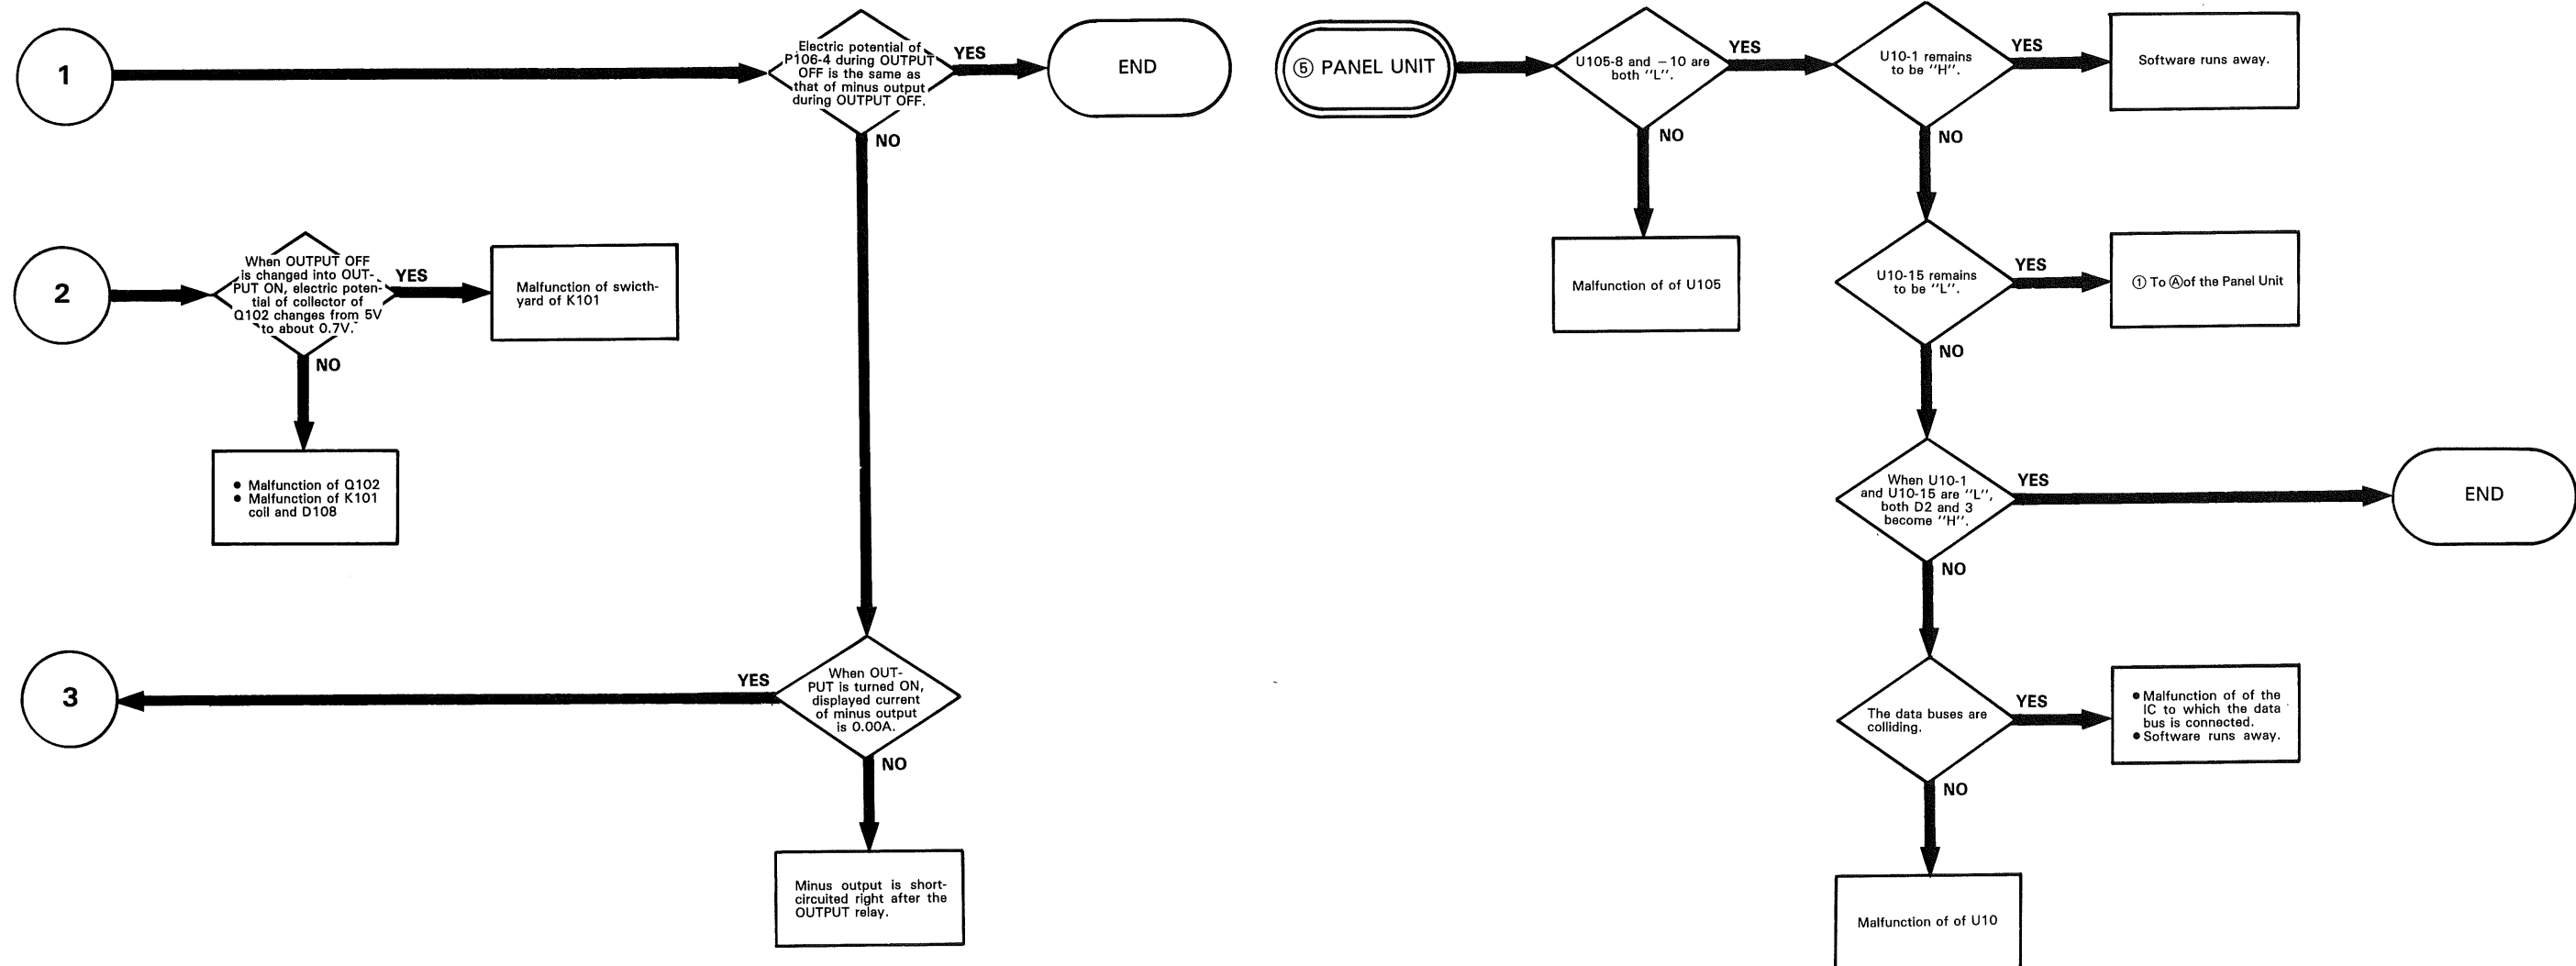 1
Electric potential of
P106-4 during OUTPUT
OFF is the same as
that of minus output
during OUTPUT OFF.
YES
END
NO
2
When OUTPUT OFF
is changed into OUT-
PUT ON, electric poten-
tial of collector of
Q102 changes from 5V
to about 0.7V.
YES
Malfunction of swicth-
yard of K101
NO
● Malfunction of Q102
● Malfunction of K101
coil and D108
3
YES
When OUT-
PUT is turned ON,
displayed current
of minus output
is 0.00A.
NO
Minus output is short-
circuited right after the
OUTPUT relay.
⑤ PANEL UNIT
U105-8 and −10 are
both "L".
YES
NO
Malfunction of of U105
U10-1 remains
to be "H".
YES
Software runs away.
NO
U10-15 remains
to be "L".
YES
① To Ⓐof the Panel Unit
NO
When U10-1
and U10-15 are "L",
both D2 and 3
become "H".
YES
END
NO
The data buses are
colliding.
YES
● Malfunction of of the
IC to which the data
bus is connected.
● Software runs away.
NO
Malfunction of of U10